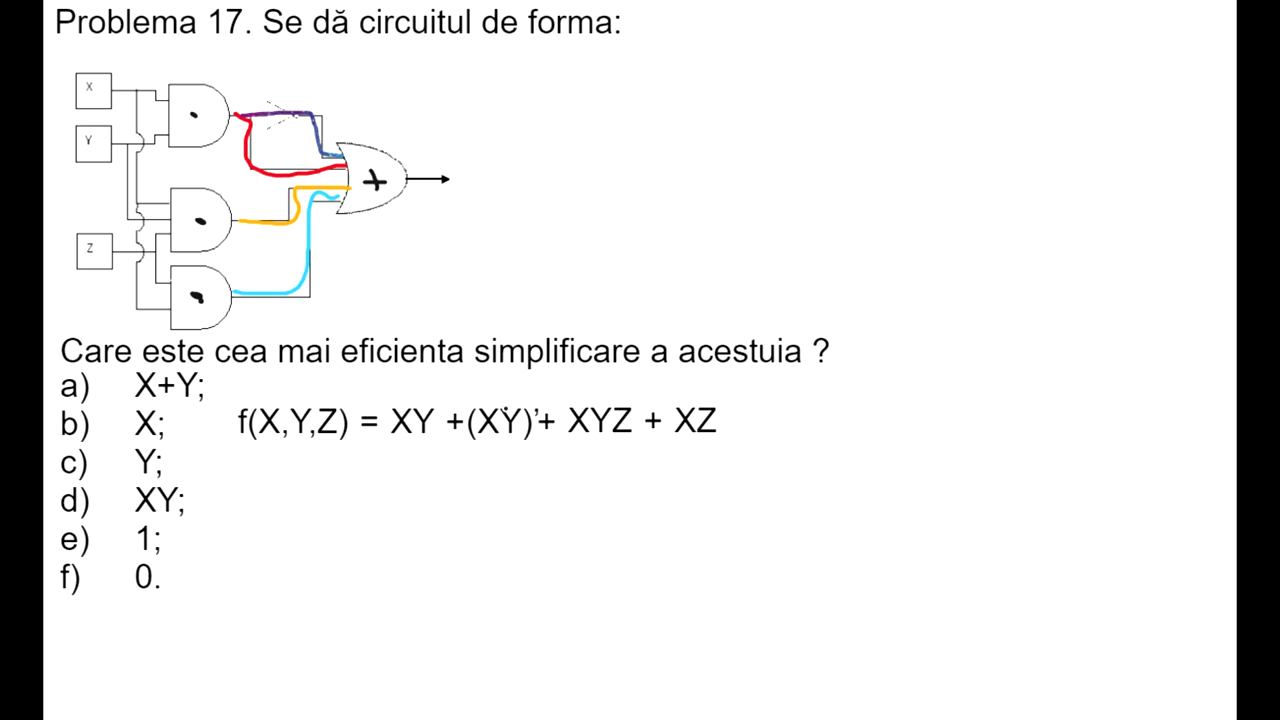 Problema 17. Se dă circuitul de forma:
X
Y
+
Z
Care este cea mai eficienta simplificare a acestuia ?
a) X+Y;
b) X; f(X,Y,Z) = XY +(XY)'+ XYZ + XZ
c) Y;
d) XY;
e) 1;
f) 0.